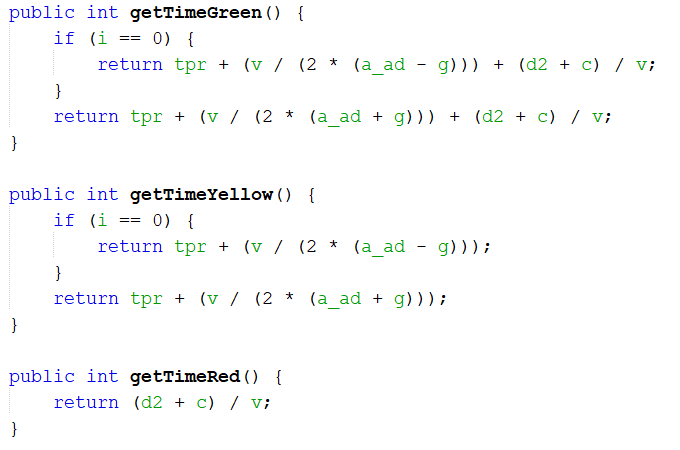 public int getTimeGreen() {
    if (i == 0) {
        return tpr + (v / (2 * (a_ad - g))) + (d2 + c) / v;
    }
    return tpr + (v / (2 * (a_ad + g))) + (d2 + c) / v;
}

public int getTimeYellow() {
    if (i == 0) {
        return tpr + (v / (2 * (a_ad - g)));
    }
    return tpr + (v / (2 * (a_ad + g)));
}

public int getTimeRed() {
    return (d2 + c) / v;
}